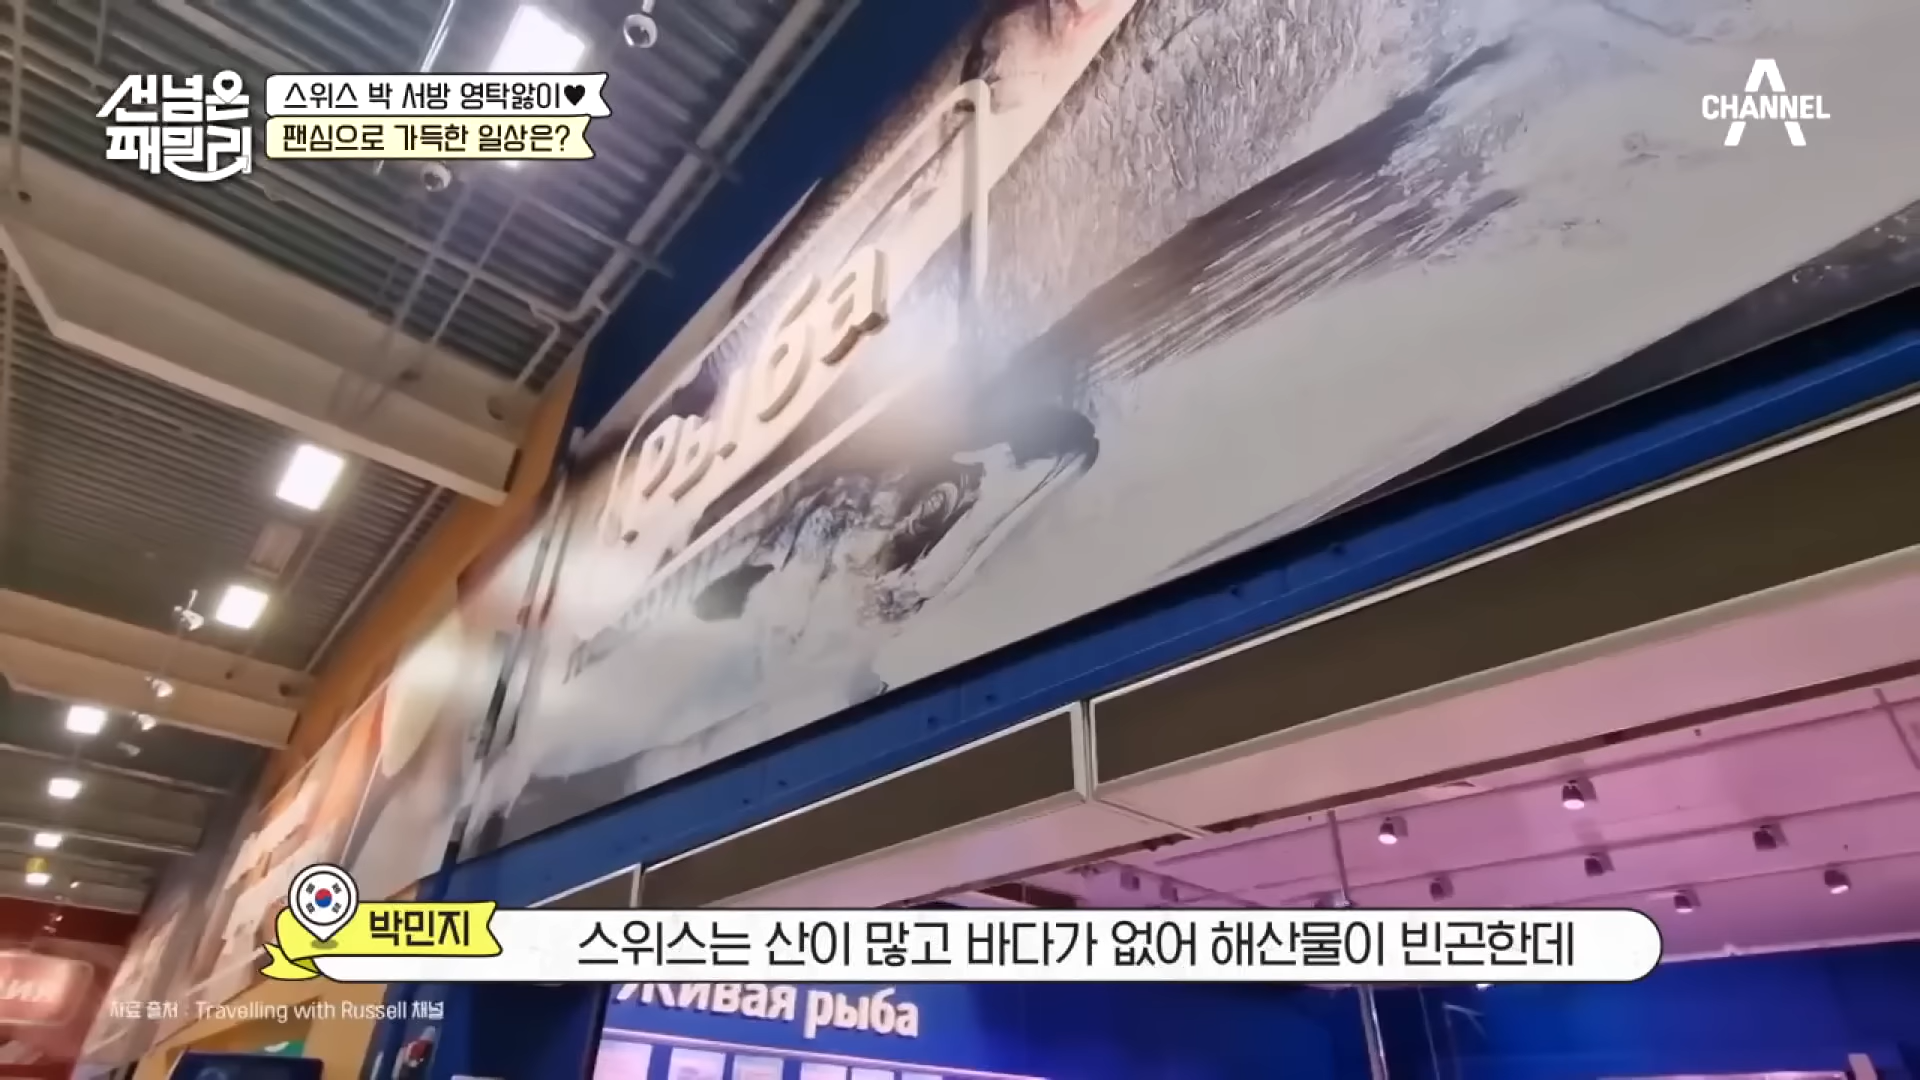 선넘은
패밀리
스위스 박 서방 영탁앓이♥
팬심으로 가득한 일상은?
CHANNEL A
Рыба
박민지
스위스는 산이 많고 바다가 없어 해산물이 빈곤한데
자료 출처 : Travelling with Russell 채널
Живая рыба